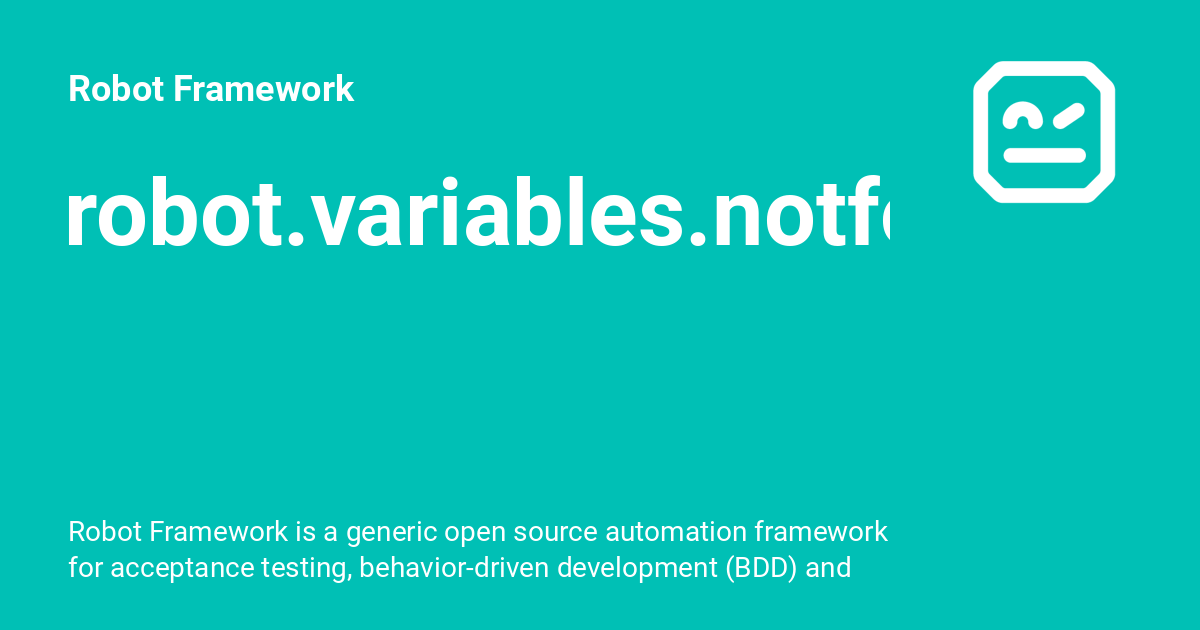 Robot Framework
robot.variables.notf
Robot Framework is a generic open source automation framework
for acceptance testing, behavior-driven development (BDD) and